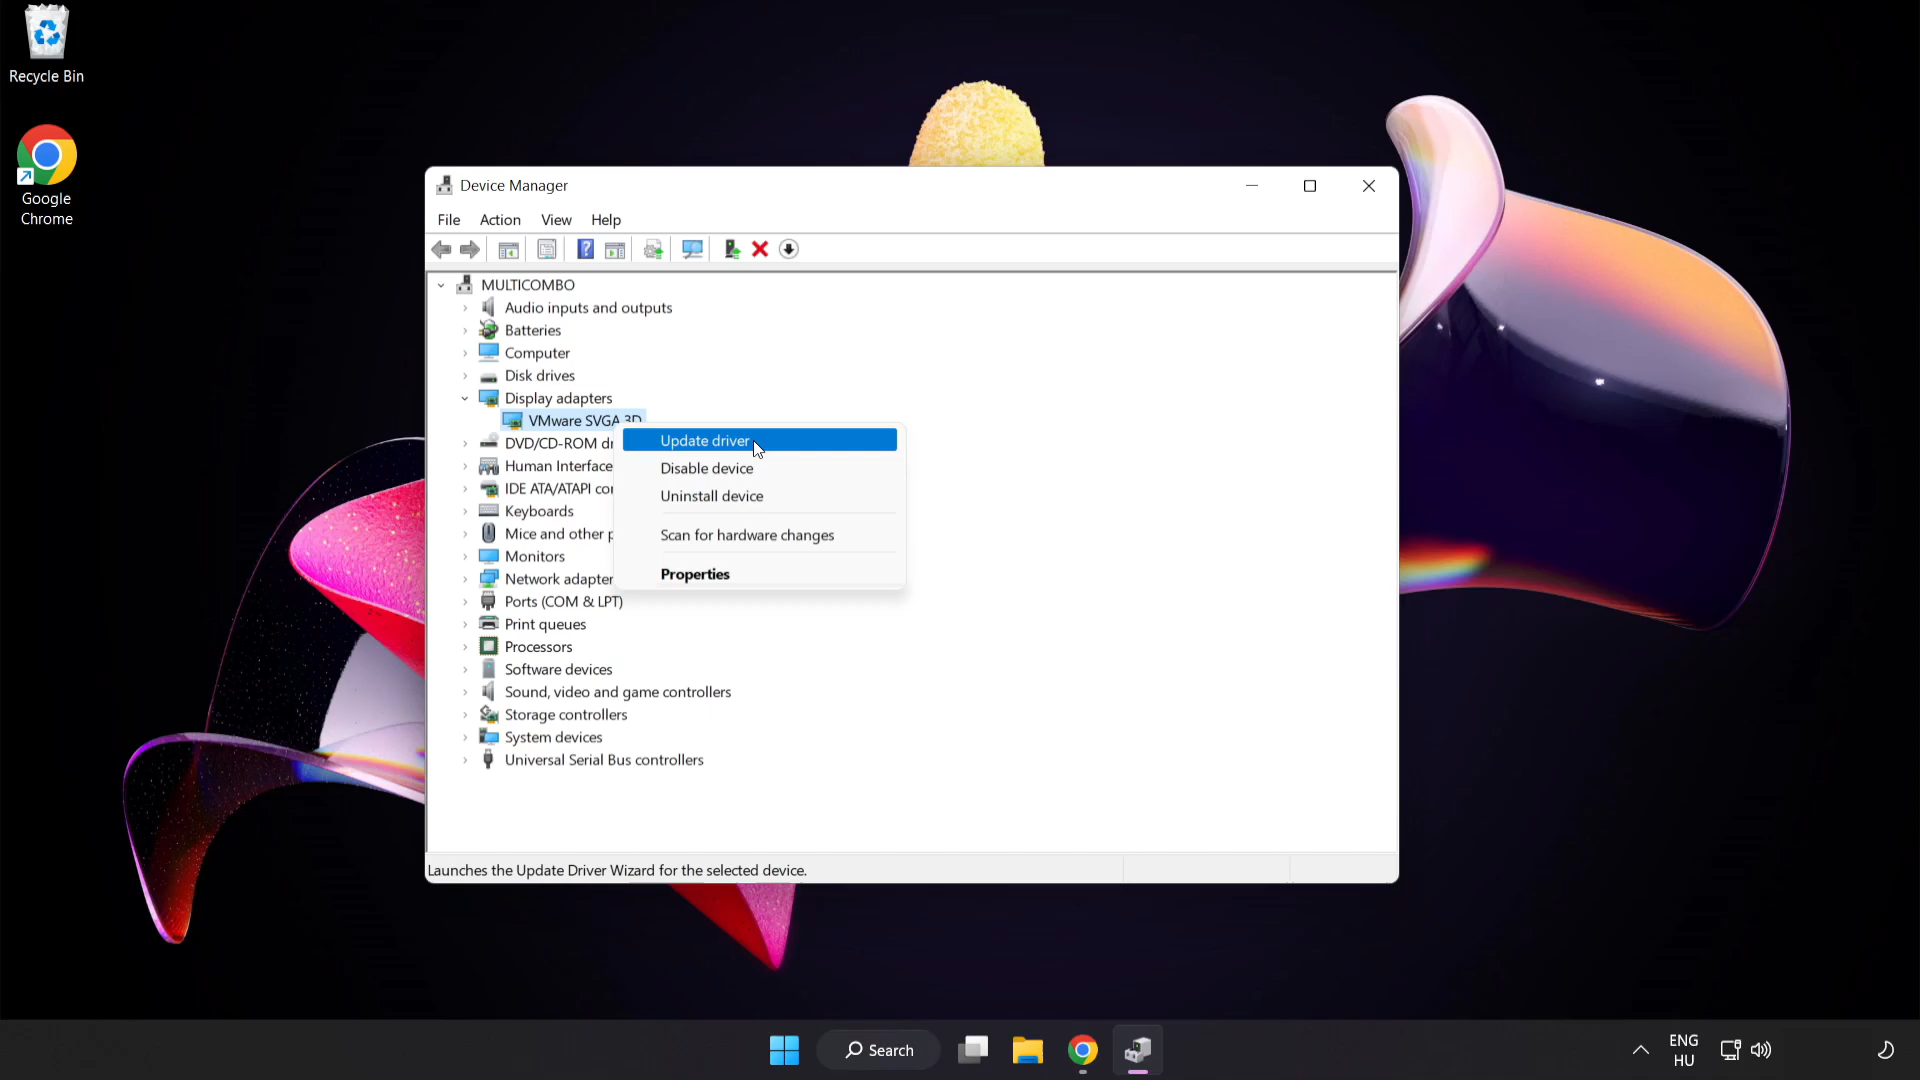 Recycle Bin
Google
Chrome
Device Manager
File Action View Help
MULTICOMBO
Audio inputs and outputs
Batteries
Computer
Disk drives
Display adapters
VMware SVGA 3D
DVD/CD-ROM
Human Interface
IDE ATA/ATAPI
Keyboards
Mice and other
Monitors
Network
Ports (COM & LPT)
Print queues
Processors
Software devices
Sound, video and game controllers
Storage controllers
System devices
Universal Serial Bus controllers
Update driver
Disable device
Uninstall device
Scan for hardware changes
Properties
Launches the Update Driver Wizard for the selected device.
Search
ENG
HU